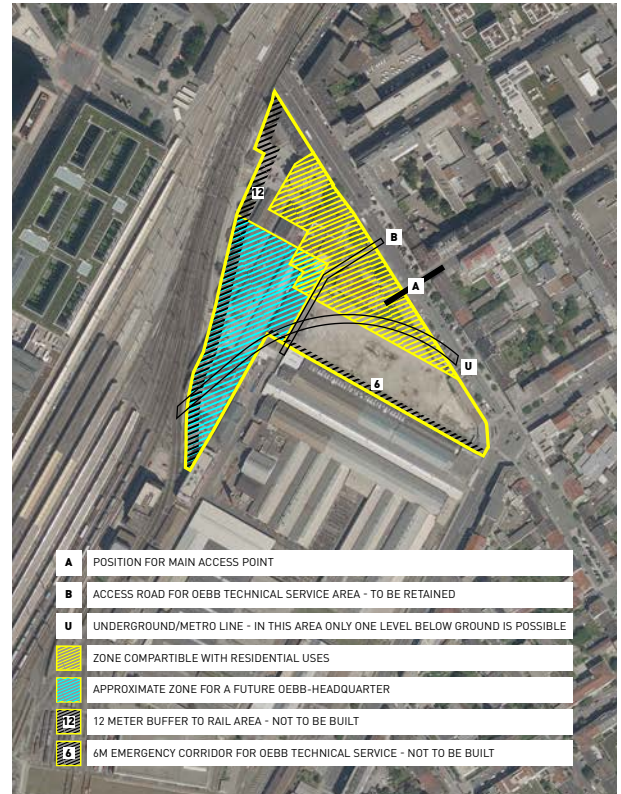 12
B
A
U
6
A POSITION FOR MAIN ACCESS POINT
B ACCESS ROAD FOR OEBB TECHNICAL SERVICE AREA - TO BE RETAINED
U UNDERGROUND/METRO LINE - IN THIS AREA ONLY ONE LEVEL BELOW GROUND IS POSSIBLE
ZONE COMPARTIBLE WITH RESIDENTIAL USES
APPROXIMATE ZONE FOR A FUTURE OEBB-HEADQUARTER
12 12 METER BUFFER TO RAIL AREA - NOT TO BE BUILT
6 6M EMERGENCY CORRIDOR FOR OEBB TECHNICAL SERVICE - NOT TO BE BUILT